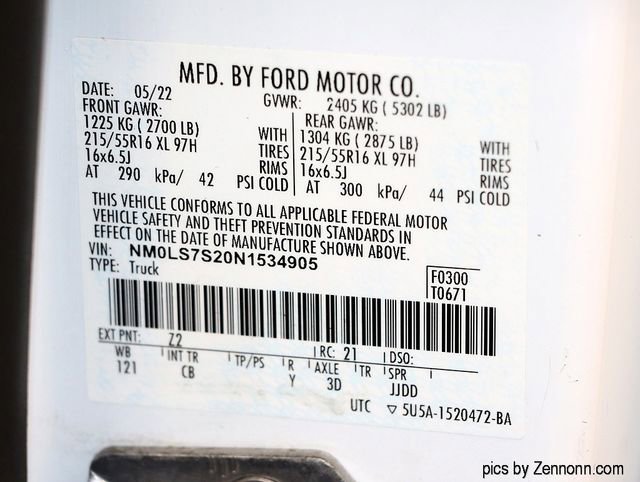 MFD. BY FORD MOTOR CO.
DATE: 05/22 GVWR: 2405 KG ( 5302 LB)
FRONT GAWR: REAR GAWR:
1225 KG ( 2700 LB) WITH 1304 KG ( 2875 LB) WITH
215/55R16 XL 97H TIRES 215/55R16 XL 97H TIRES
16x6.5J RIMS 16x6.5J RIMS
AT 290 kPa/ 42 PSI COLD AT 300 kPa/ 44 PSI COLD
THIS VEHICLE CONFORMS TO ALL APPLICABLE FEDERAL MOTOR
VEHICLE SAFETY AND THEFT PREVENTION STANDARDS IN
EFFECT ON THE DATE OF MANUFACTURE SHOWN ABOVE.
VIN: NM0LS7S20N1534905
TYPE: Truck
F0300
T0671
EXT PNT: Z2 RC: 21 DSO:
WB INT TR TP/PS R AXLE TR SPR
121 CB Y 3D JJDD
UTC ▽ 5U5A-1520472-BA
pics by Zennonn.com